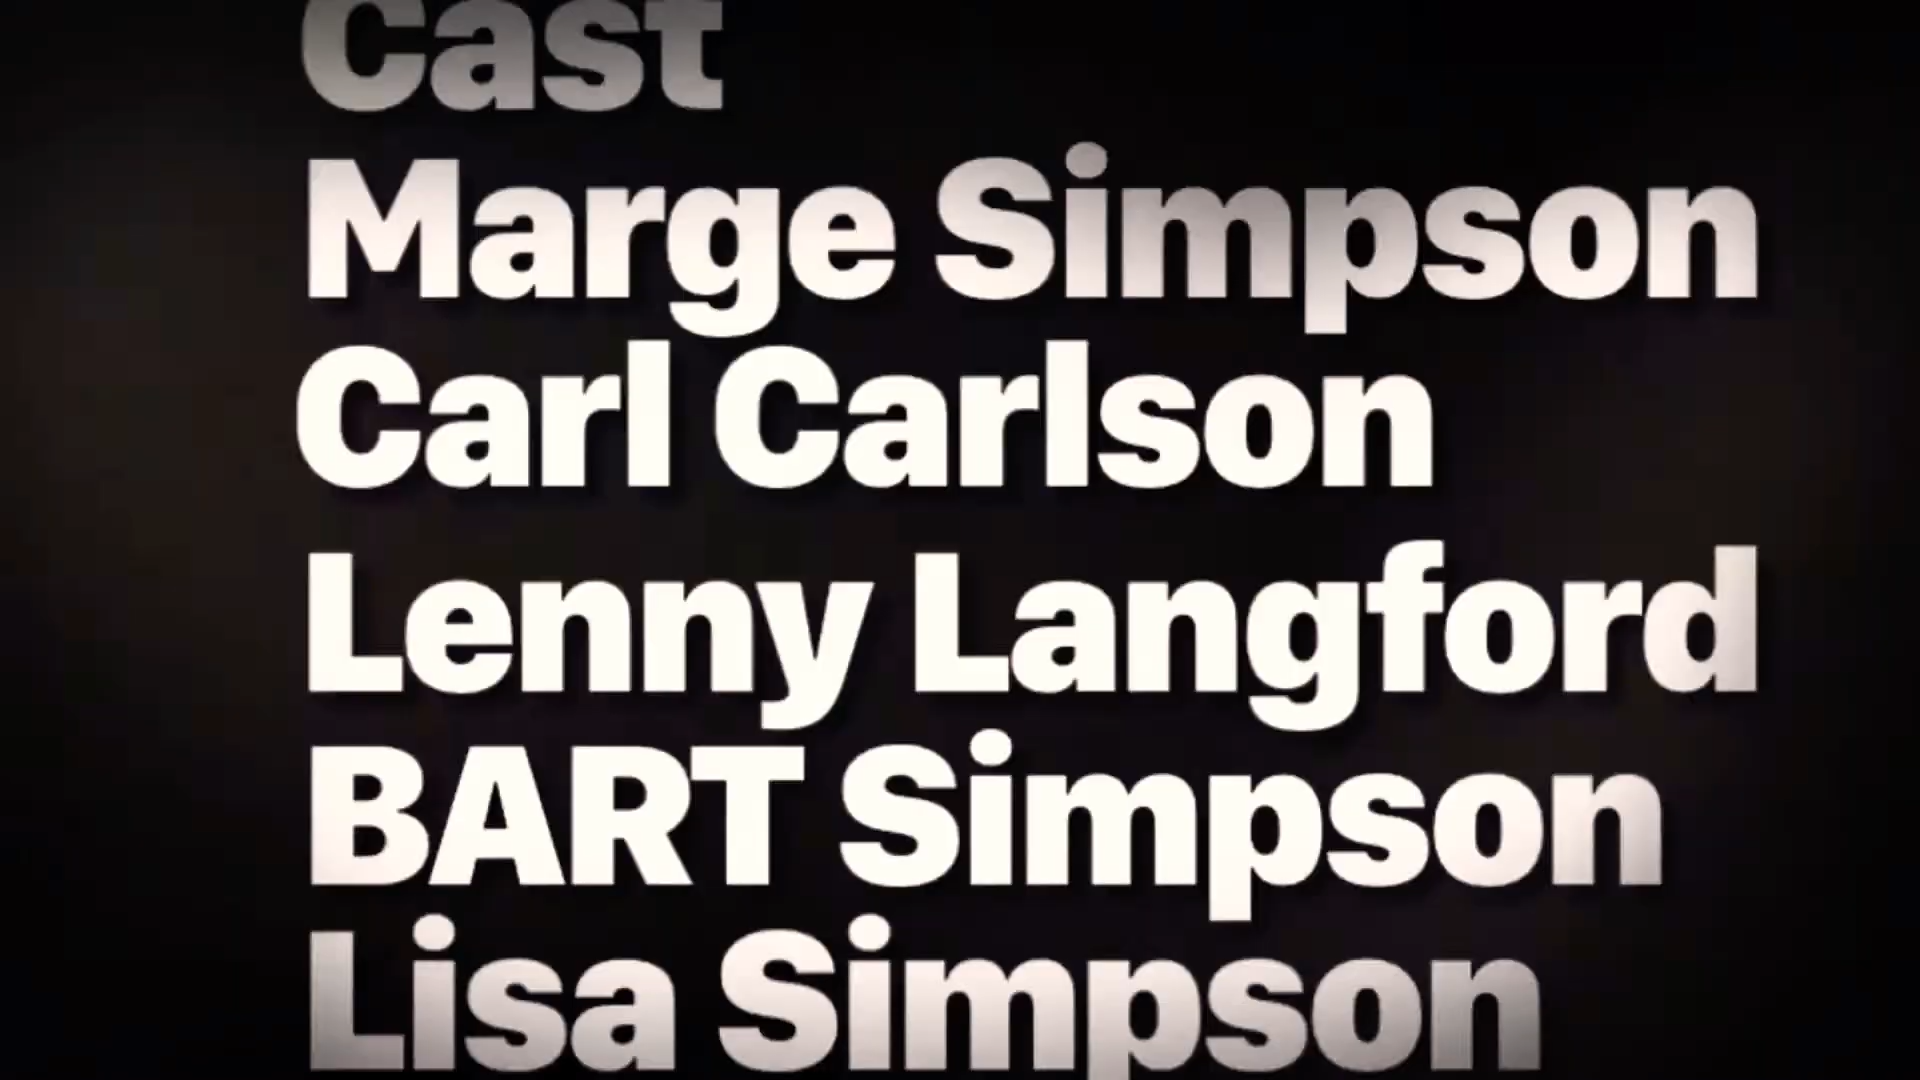 Cast
Marge Simpson
Carl Carlson
Lenny Langford
BART Simpson
Lisa Simpson